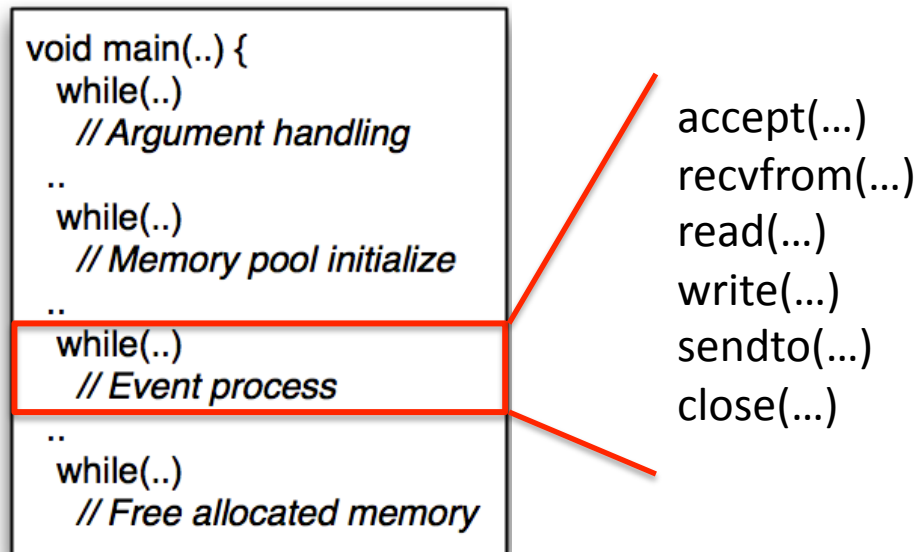 void main(..) {
while(..)
// Argument handling
..
while(..)
// Memory pool initialize
..
while(..)
// Event process
..
while(..)
// Free allocated memory
accept(…)
recvfrom(…)
read(…)
write(…)
sendto(…)
close(…)